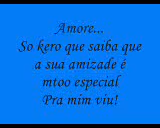 Amore...
So kero que saiba que
a sua amizade é
mtoo especial
Pra mim viu!